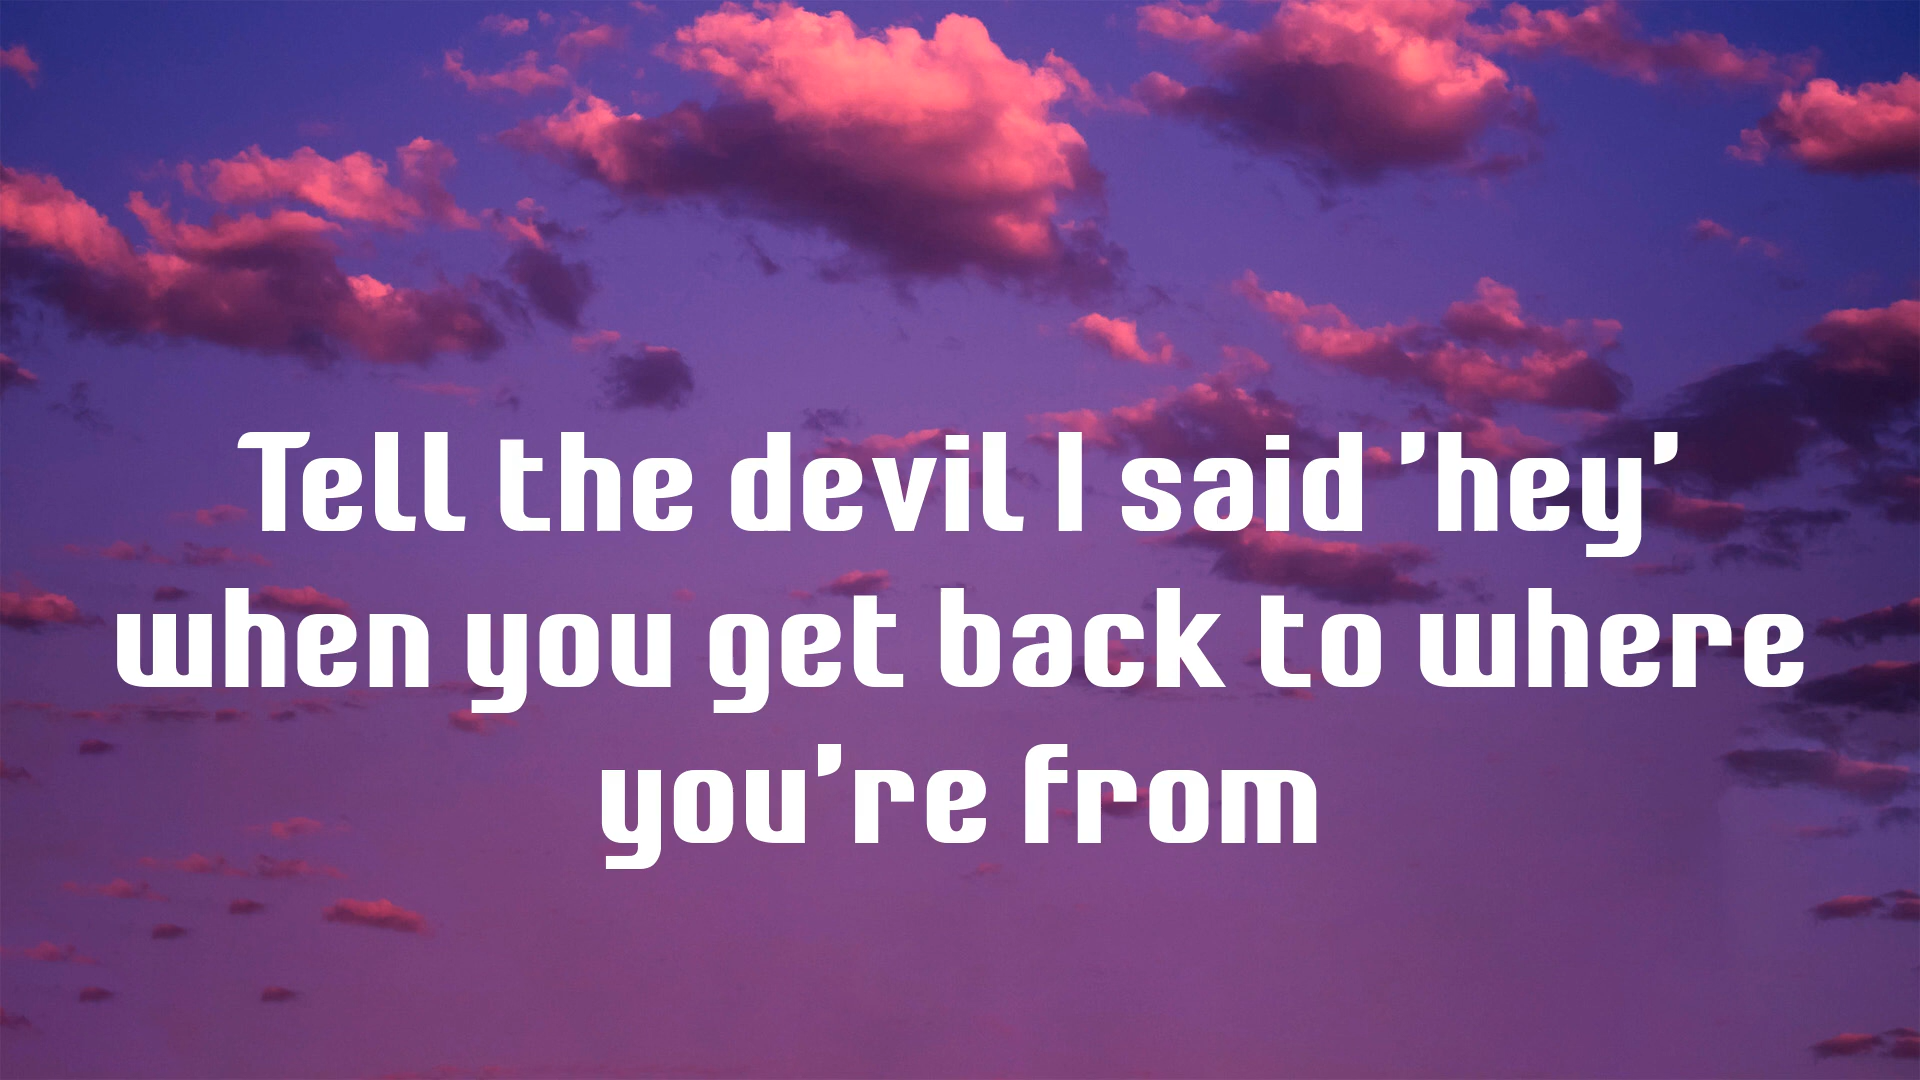 Tell the devil I said 'hey'
when you get back to where
you're from